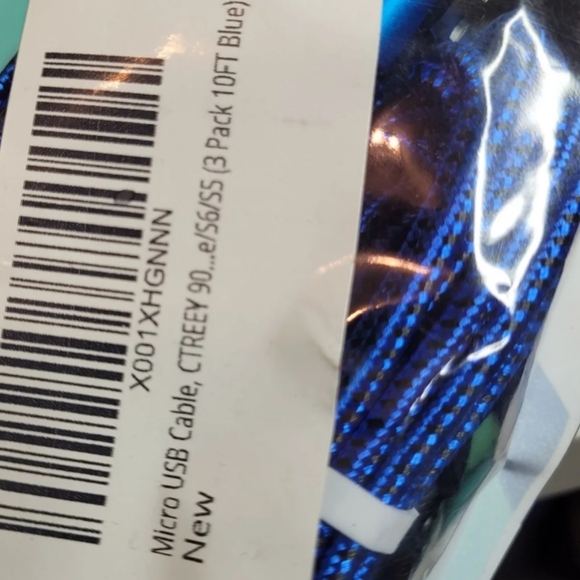 X001XHGNNN
Micro USB Cable, CTREEY 90...e/S6/S5 (3 Pack 10FT Blue)
New